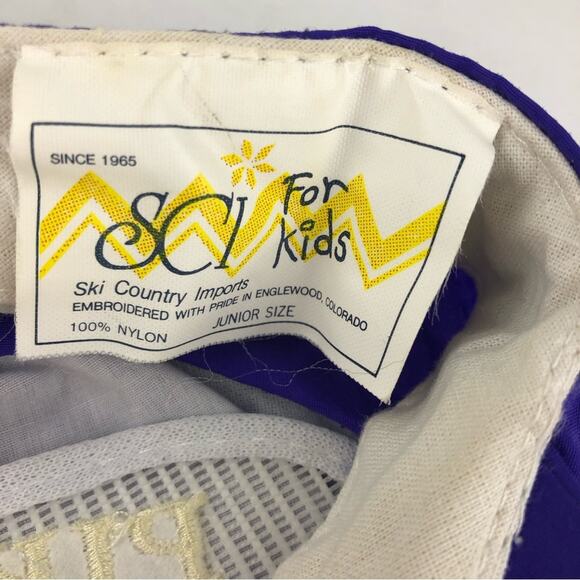 SINCE 1965
SCI For Kids
Ski Country Imports
EMBROIDERED WITH PRIDE IN ENGLEWOOD, COLORADO
100% NYLON JUNIOR SIZE